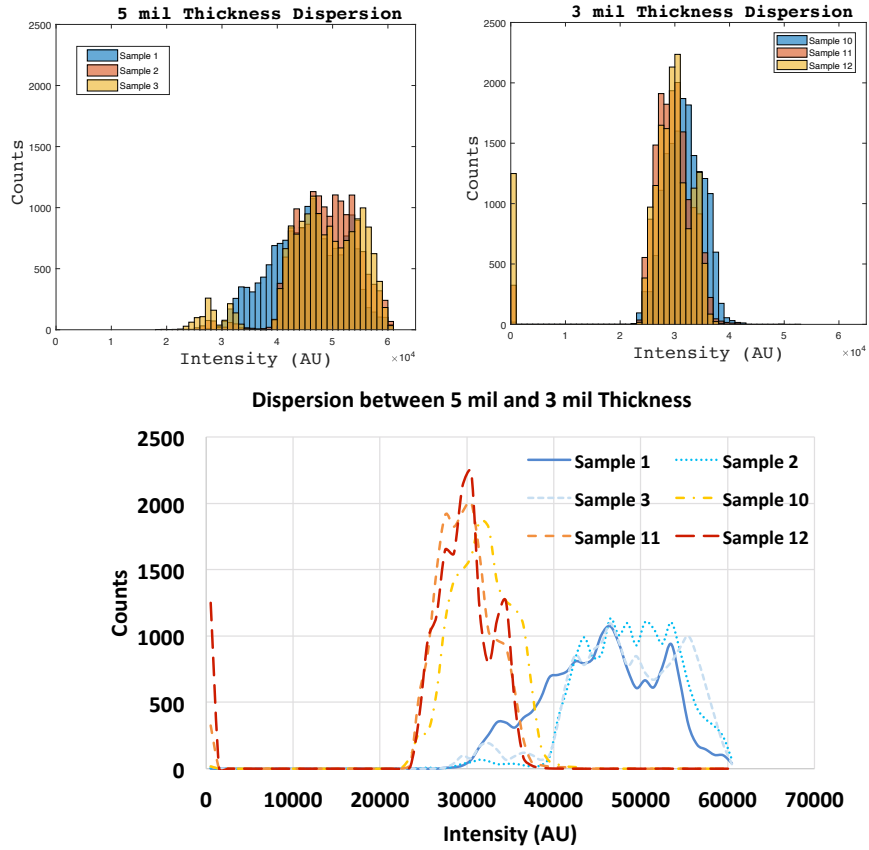 5 mil Thickness Dispersion
2500
2000
1500
1000
500
0
Counts
Sample 1
Sample 2
Sample 3
0 1 2 3 4 5 6
Intensity (AU)
×10⁴
3 mil Thickness Dispersion
2500
2000
1500
1000
500
0
Counts
Sample 10
Sample 11
Sample 12
0 1 2 3 4 5 6
Intensity (AU)
×10⁴
Dispersion between 5 mil and 3 mil Thickness
2500
2000
1500
1000
500
0
Counts
Sample 1 Sample 2
Sample 3 Sample 10
Sample 11 Sample 12
0 10000 20000 30000 40000 50000 60000 70000
Intensity (AU)